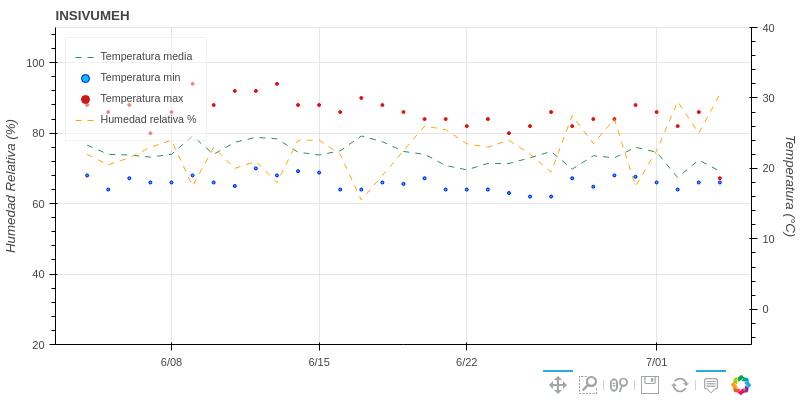 INSIVUMEH
Temperatura media
Temperatura min
Temperatura max
Humedad relativa %
Humedad Relativa (%)
100
80
60
40
20
40
30
20
10
0
Temperatura (°C)
6/08
6/15
6/22
7/01